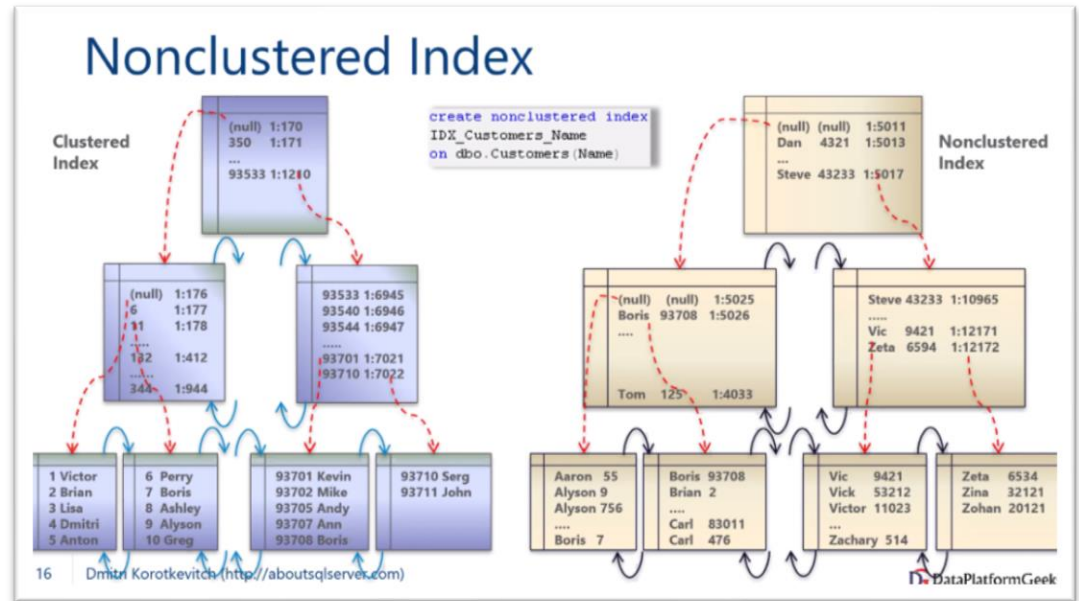 Nonclustered Index
Clustered
Index
(null) 1:170
350 1:171
...
93533 1:1210
create nonclustered index
IDX_Customers_Name
on dbo.Customers(Name)
(null) (null) 1:5011
Dan 4321 1:5013
...
Steve 43233 1:5017
Nonclustered
Index
(null) 1:176
6 1:177
11 1:178
.....
132 1:412
......
344 1:944
93533 1:6945
93540 1:6946
93544 1:6947
.....
93701 1:7021
93710 1:7022
(null) (null) 1:5025
Boris 93708 1:5026
....
Tom 125 1:4033
Steve 43233 1:10965
.....
Vic 9421 1:12171
Zeta 6594 1:12172
1 Victor
2 Brian
3 Lisa
4 Dmitri
5 Anton
6 Perry
7 Boris
8 Ashley
9 Alyson
10 Greg
93701 Kevin
93702 Mike
93705 Andy
93707 Ann
93708 Boris
93710 Serg
93711 John
Aaron 55
Alyson 9
Alyson 756
....
Boris 7
Boris 93708
Brian 2
....
Carl 83011
Carl 476
Vic 9421
Vick 53212
Victor 11023
...
Zachary 514
Zeta 6534
Zina 32121
Zohan 20121
16 Dmitri Korotkevitch (http://aboutsqlserver.com)
DataPlatformGeek